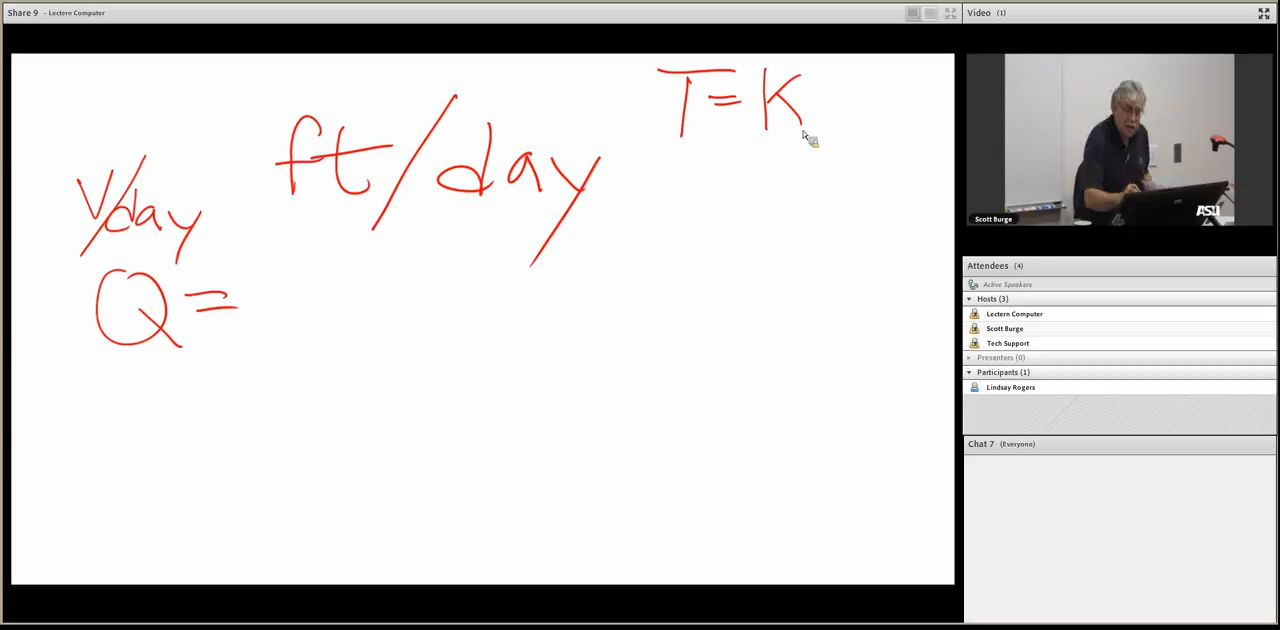 Share 9 - Lectern Computer
T = K
ft/day
V/day
Q =
Video (1)
Scott Burge
ASU
Attendees (4)
Active Speakers
Hosts (3)
Lectern Computer
Scott Burge
Tech Support
Presenters (0)
Participants (1)
Lindsay Rogers
Chat 7 (Everyone)